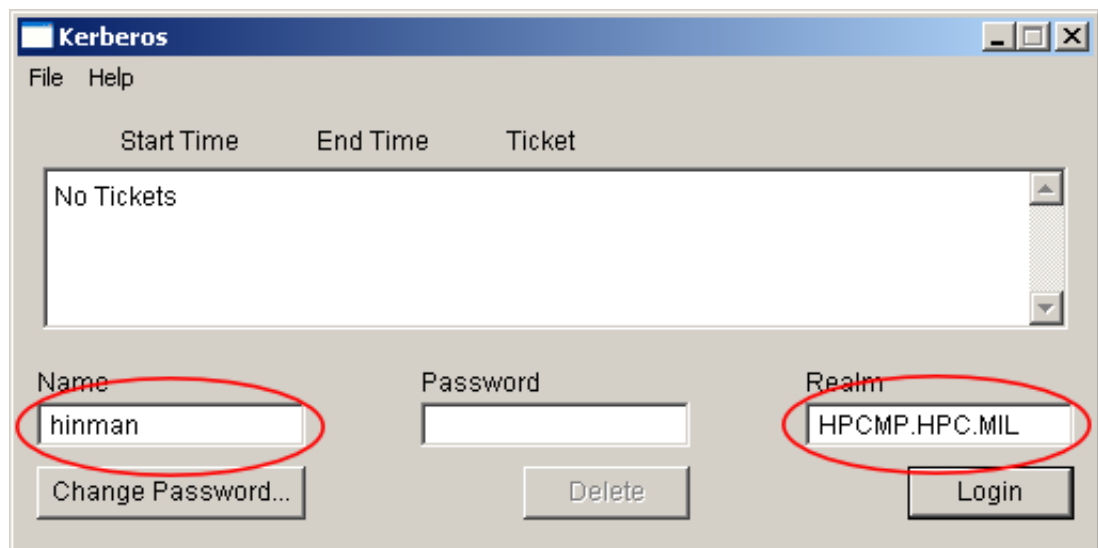 Kerberos
File Help
Start Time End Time Ticket
No Tickets
Name Password Realm
hinman HPCMP.HPC.MIL
Change Password... Delete Login